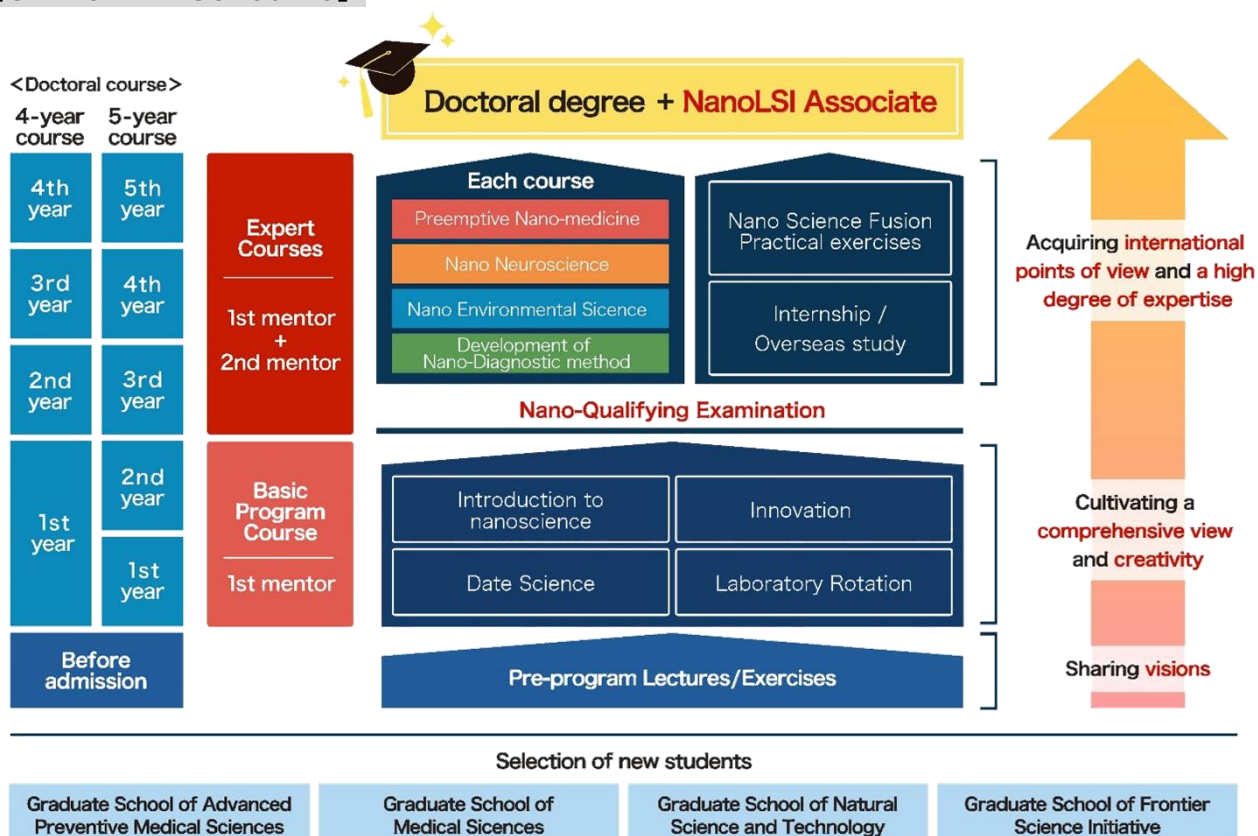 <Doctoral course>
4-year
course
5-year
course
4th
year
5th
year
3rd
year
4th
year
2nd
year
3rd
year
1st
year
2nd
year
1st
year
Before
admission
Expert
Courses
1st mentor
+
2nd mentor
Basic
Program
Course
1st mentor
Doctoral degree + NanoLSI Associate
Each course
Preemptive Nano-medicine
Nano Neuroscience
Nano Environmental Sicence
Development of
Nano-Diagnostic method
Nano Science Fusion
Practical exercises
Internship /
Overseas study
Nano-Qualifying Examination
Introduction to
nanoscience
Innovation
Date Science
Laboratory Rotation
Pre-program Lectures/Exercises
Acquiring international
points of view and a high
degree of expertise
Cultivating a
comprehensive view
and creativity
Sharing visions
Selection of new students
Graduate School of Advanced
Preventive Medical Sciences
Graduate School of
Medical Sicences
Graduate School of Natural
Science and Technology
Graduate School of Frontier
Science Initiative